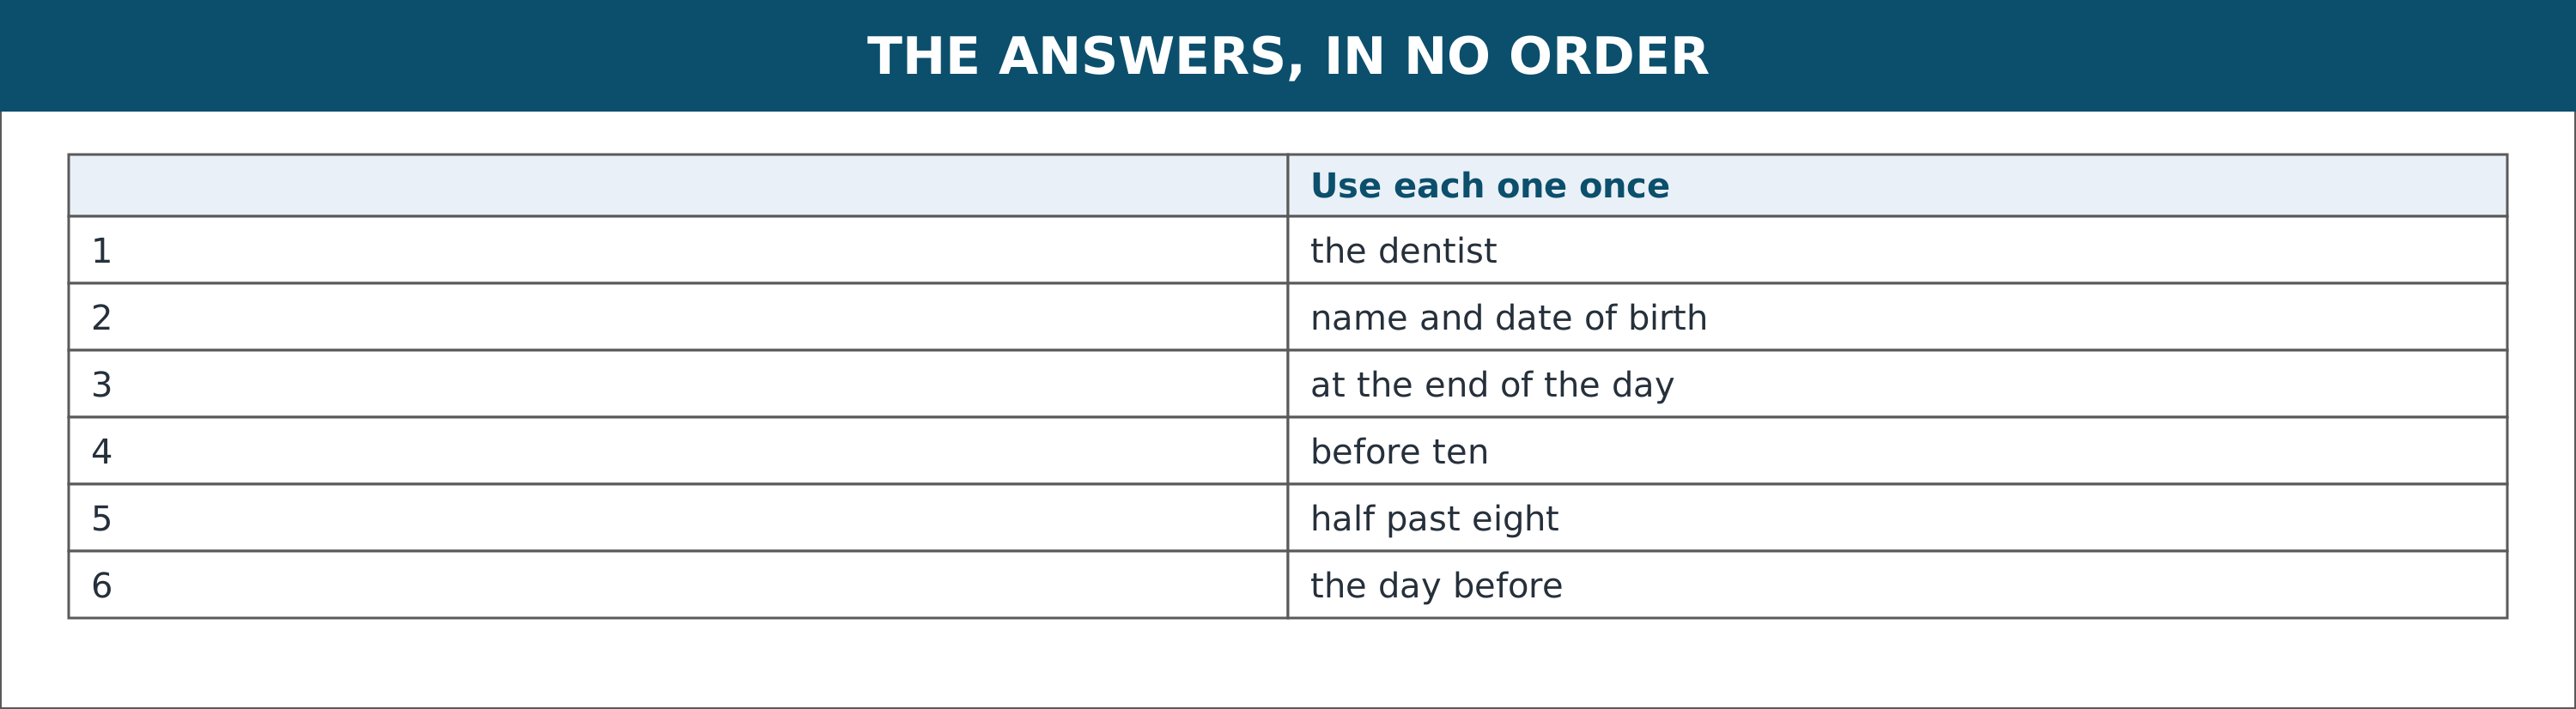 THE ANSWERS, IN NO ORDER
Use each one once
1 the dentist
2 name and date of birth
3 at the end of the day
4 before ten
5 half past eight
6 the day before